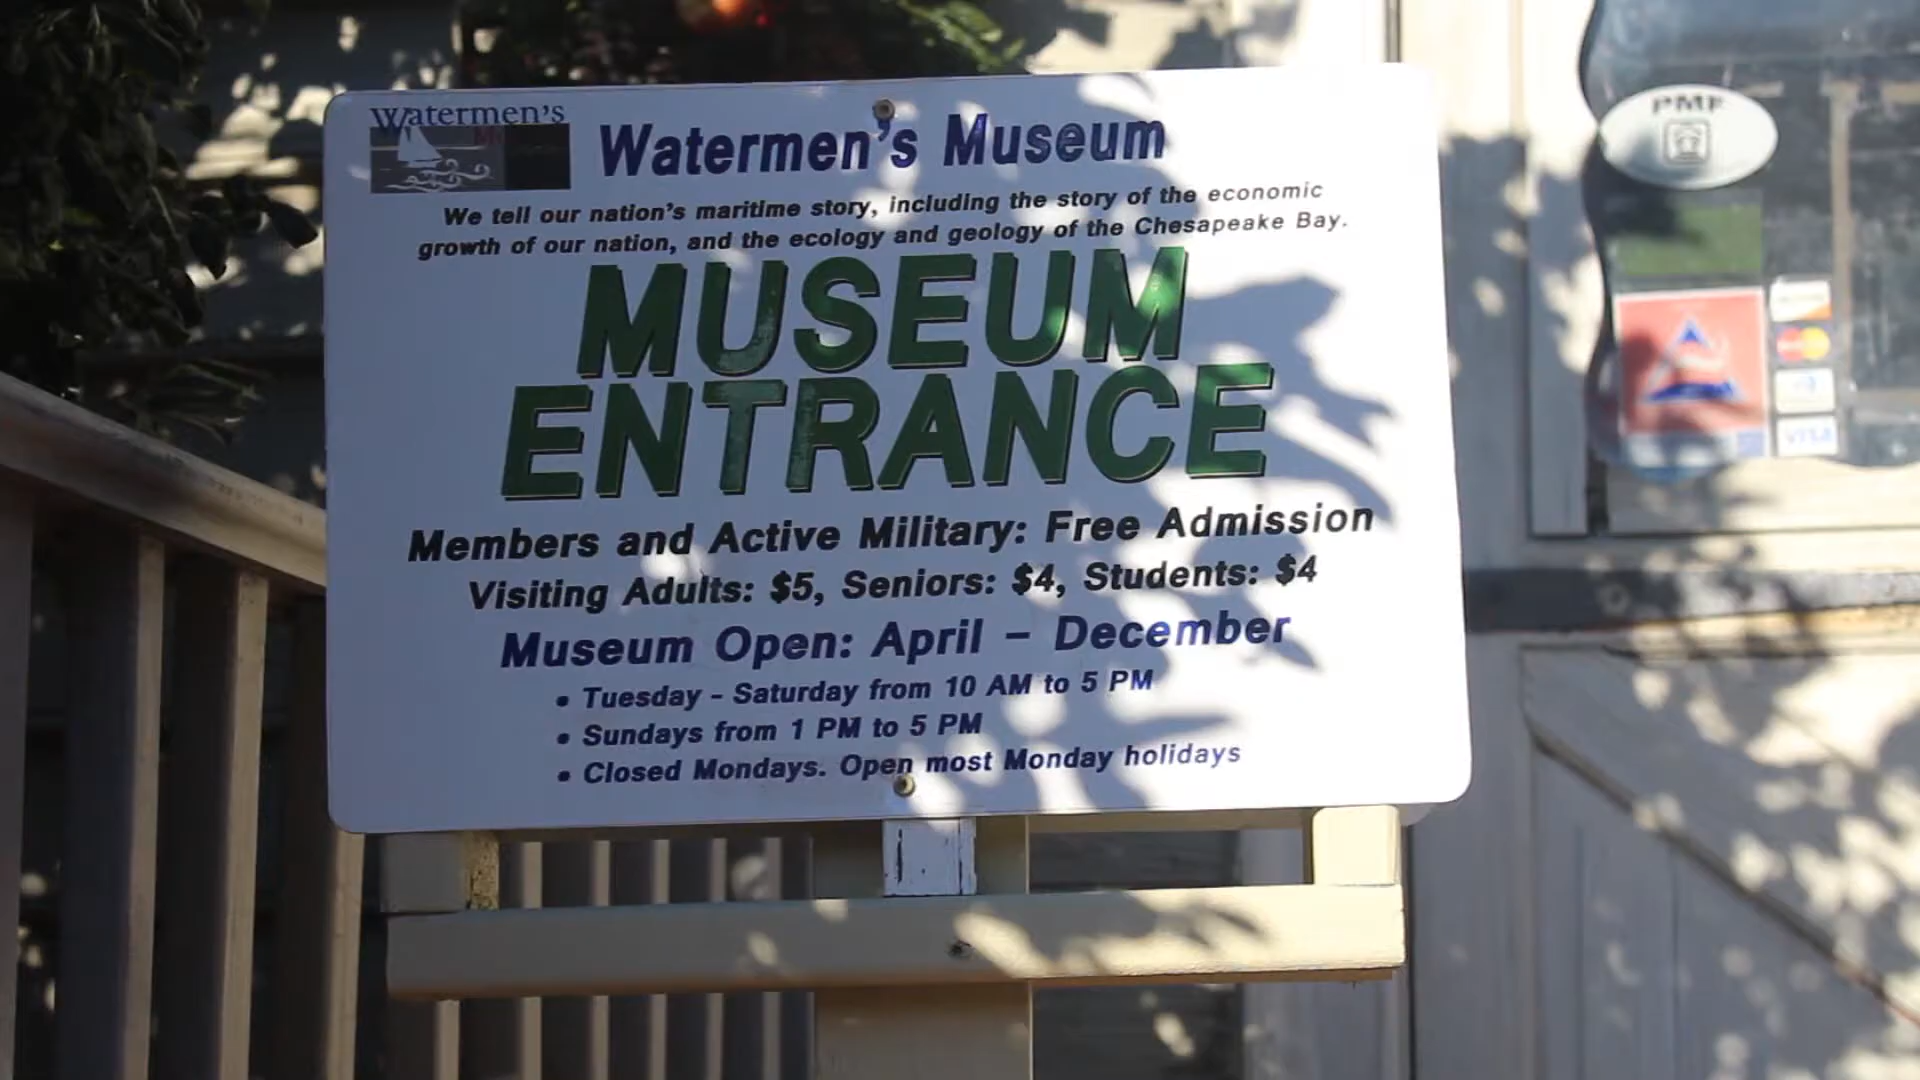 Watermen's
Watermen's Museum
We tell our nation's maritime story, including the story of the economic
growth of our nation, and the ecology and geology of the Chesapeake Bay.
MUSEUM
ENTRANCE
Members and Active Military: Free Admission
Visiting Adults: $5, Seniors: $4, Students: $4
Museum Open: April – December
• Tuesday - Saturday from 10 AM to 5 PM
• Sundays from 1 PM to 5 PM
• Closed Mondays. Open most Monday holidays
VISA